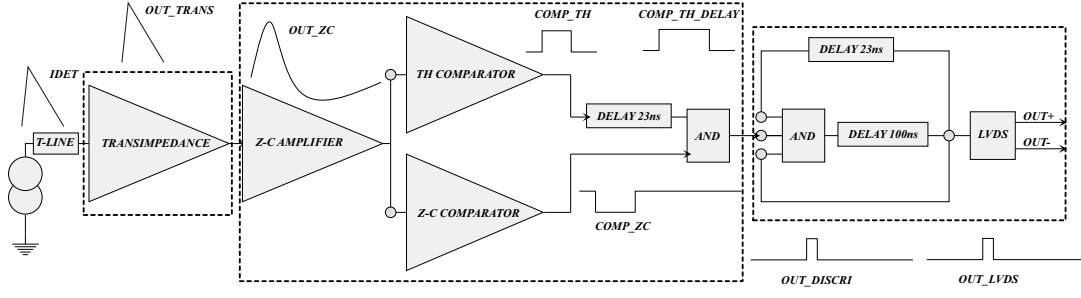 OUT_TRANS
COMP_TH
COMP_TH_DELAY
OUT_ZC
DELAY 23ns
IDET
TH COMPARATOR
DELAY 23ns
OUT+
T-LINE
TRANSIMPEDANCE
Z-C AMPLIFIER
AND
AND
DELAY 100ns
LVDS
OUT-
Z-C COMPARATOR
COMP_ZC
OUT_DISCRI
OUT_LVDS